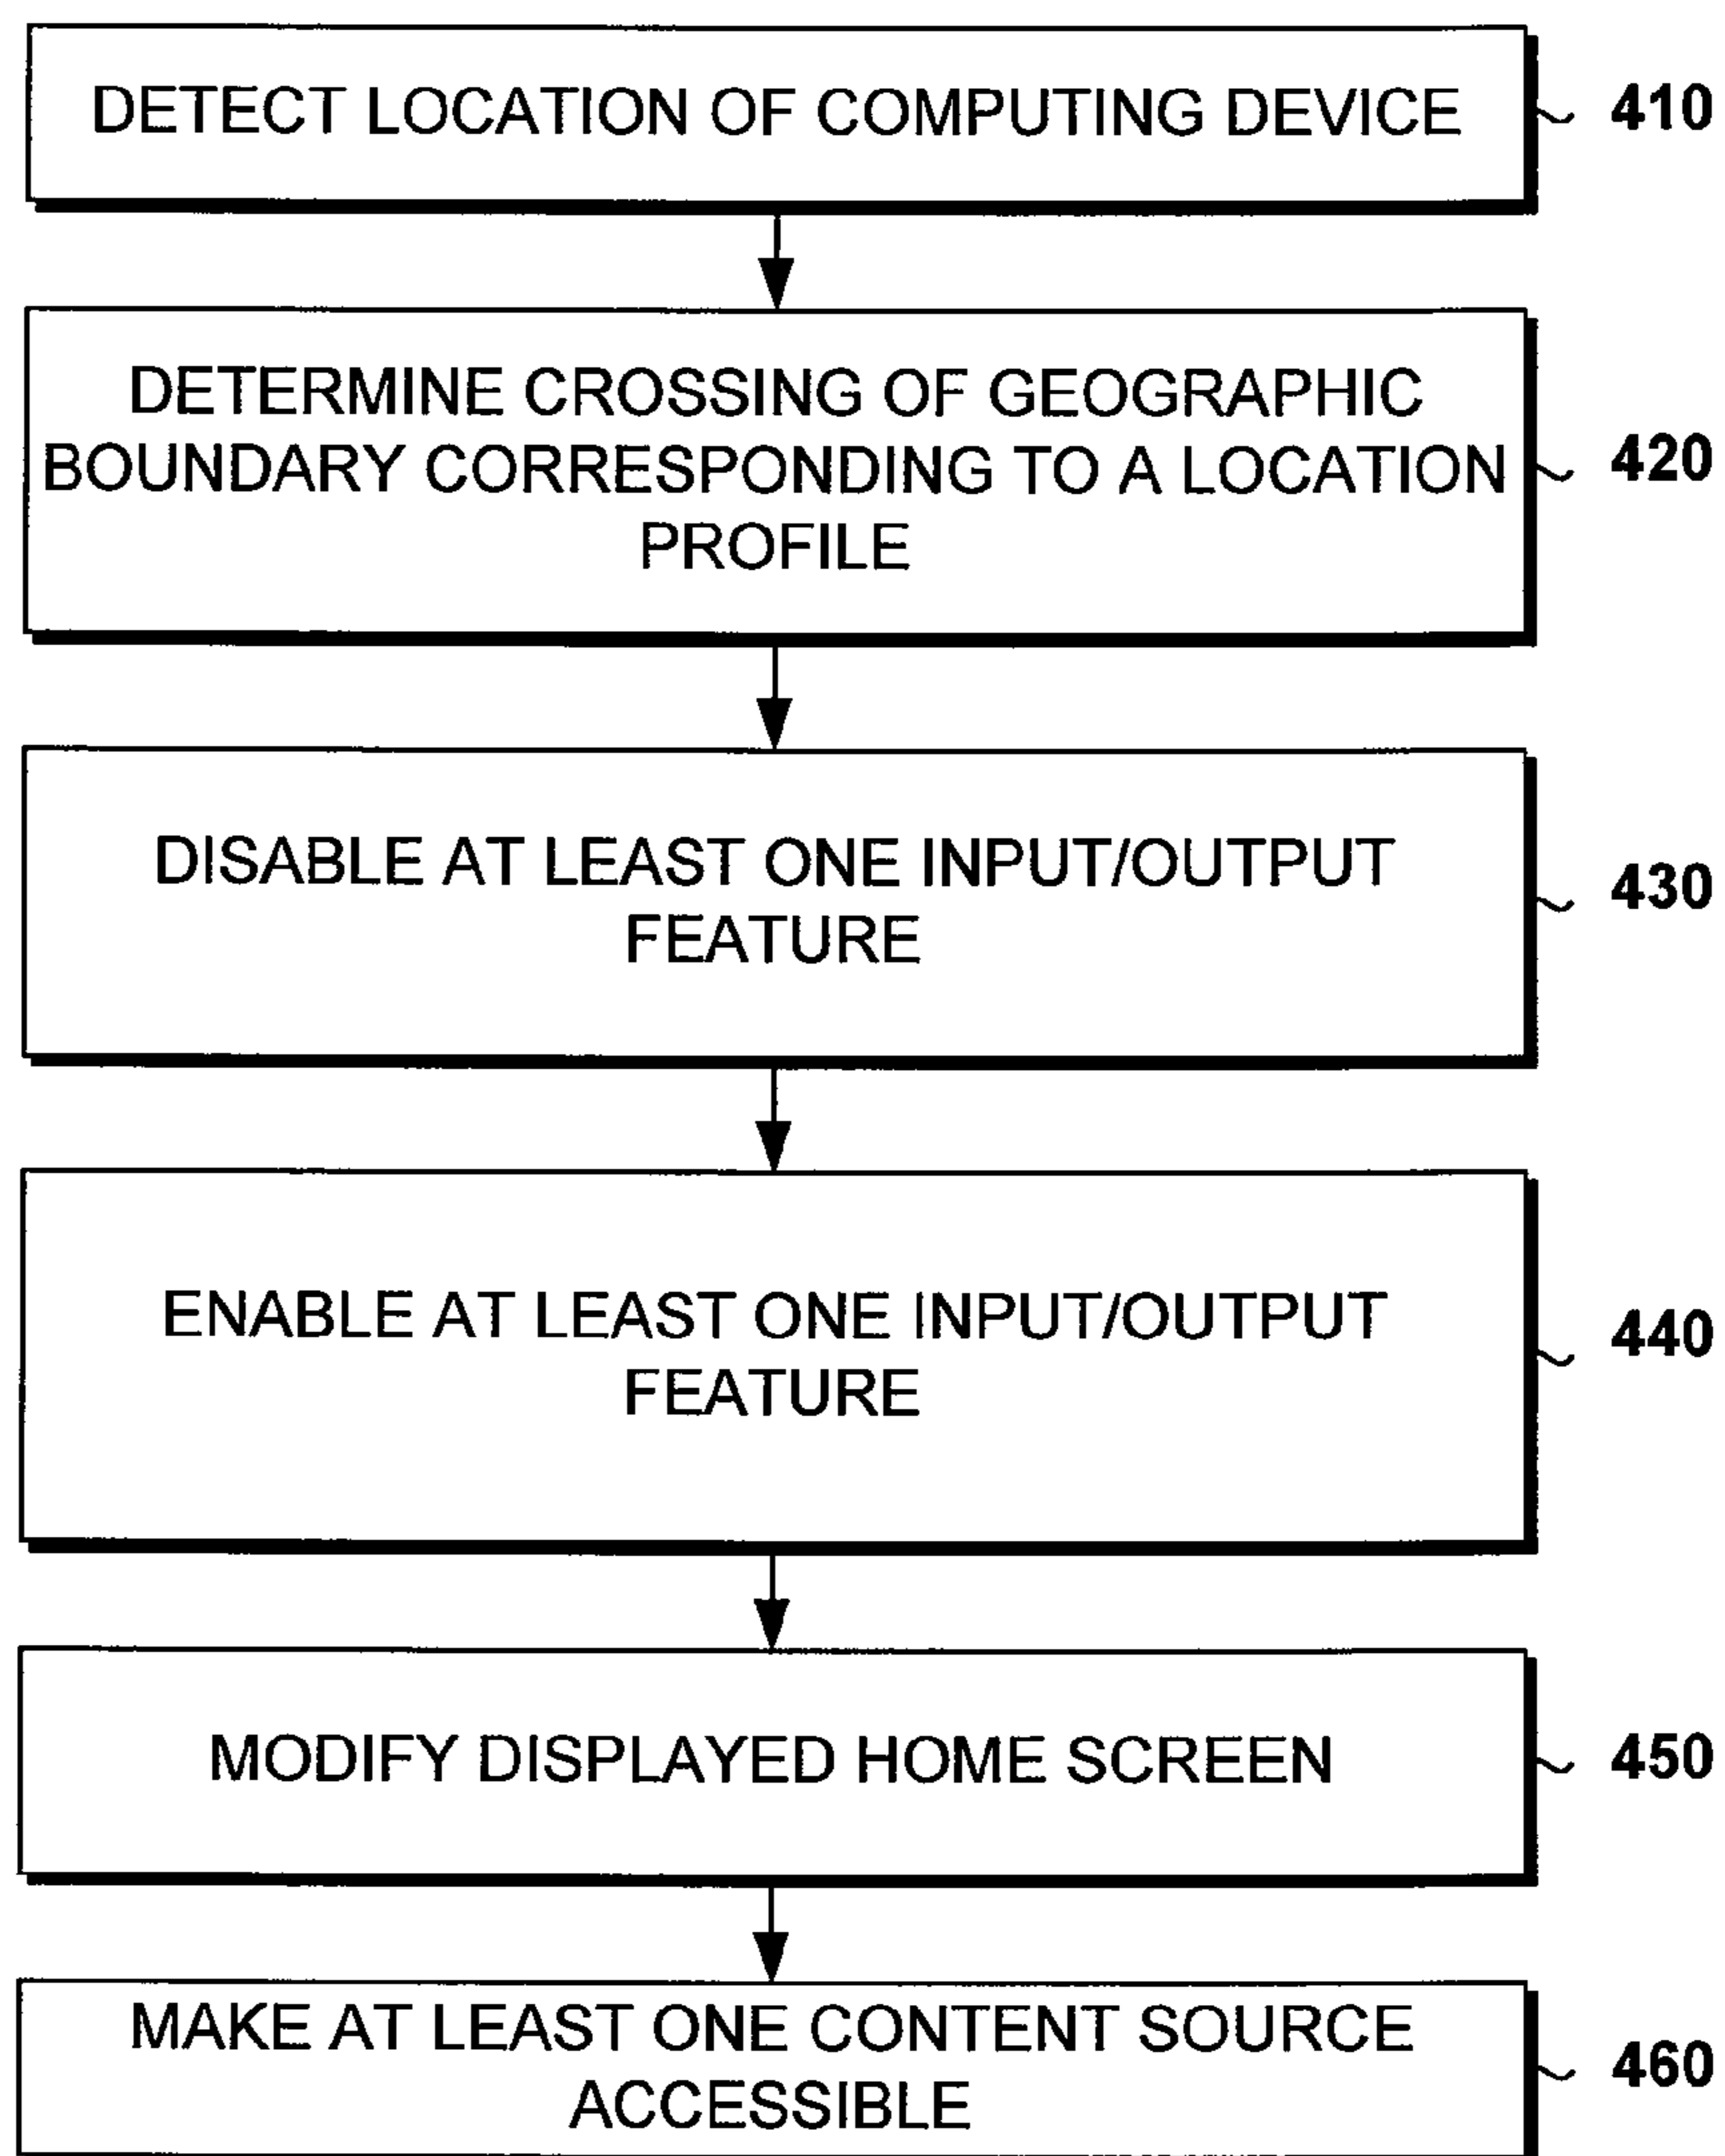 DETECT LOCATION OF COMPUTING DEVICE
410
DETERMINE CROSSING OF GEOGRAPHIC
BOUNDARY CORRESPONDING TO A LOCATION
PROFILE
420
DISABLE AT LEAST ONE INPUT/OUTPUT
FEATURE
430
ENABLE AT LEAST ONE INPUT/OUTPUT
FEATURE
440
MODIFY DISPLAYED HOME SCREEN
450
MAKE AT LEAST ONE CONTENT SOURCE
ACCESSIBLE
460